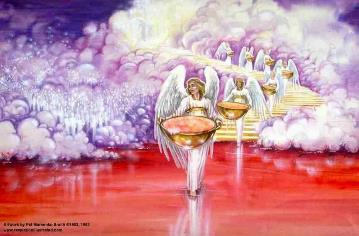 Artwork by Pat Marvenko Smith ©1982, 1992
www.revelationillustrated.com